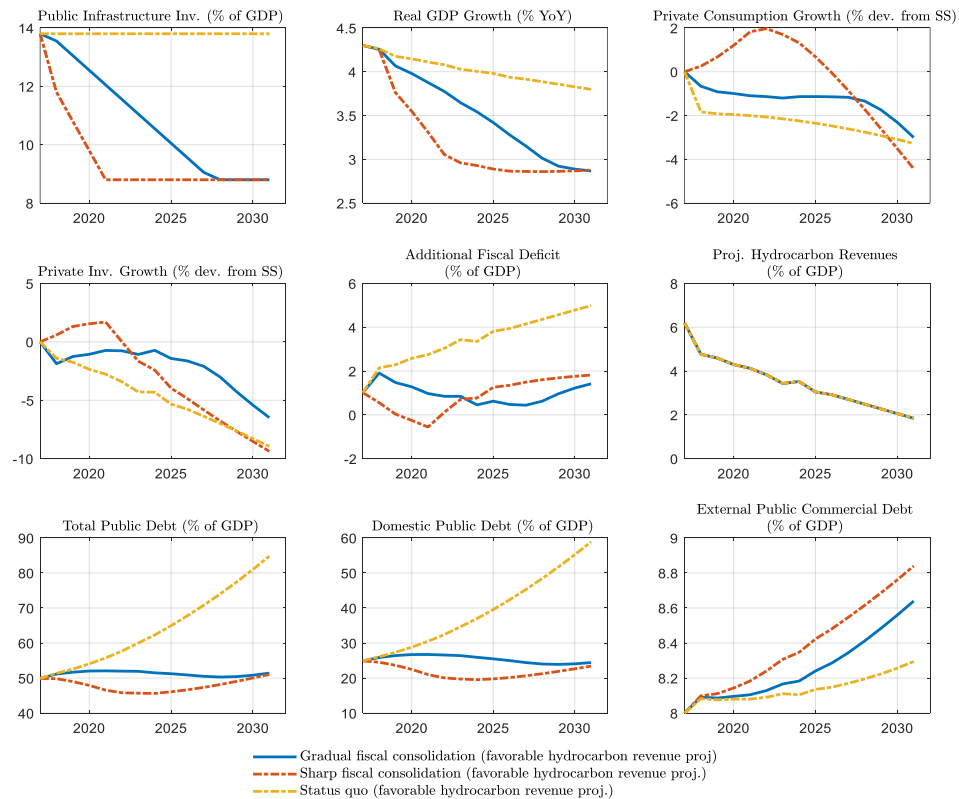 Public Infrastructure Inv. (% of GDP)
14
12
10
8
2020 2025 2030
Real GDP Growth (% YoY)
4.5
4
3.5
3
2.5
2020 2025 2030
Private Consumption Growth (% dev. from SS)
2
0
-2
-4
-6
2020 2025 2030
Private Inv. Growth (% dev. from SS)
5
0
-5
-10
2020 2025 2030
Additional Fiscal Deficit
(% of GDP)
6
4
2
0
-2
2020 2025 2030
Proj. Hydrocarbon Revenues
(% of GDP)
8
6
4
2
0
2020 2025 2030
Total Public Debt (% of GDP)
90
80
70
60
50
40
2020 2025 2030
Domestic Public Debt (% of GDP)
60
50
40
30
20
10
2020 2025 2030
External Public Commercial Debt
(% of GDP)
9
8.8
8.6
8.4
8.2
8
2020 2025 2030
Gradual fiscal consolidation (favorable hydrocarbon revenue proj)
Sharp fiscal consolidation (favorable hydrocarbon revenue proj.)
Status quo (favorable hydrocarbon revenue proj.)